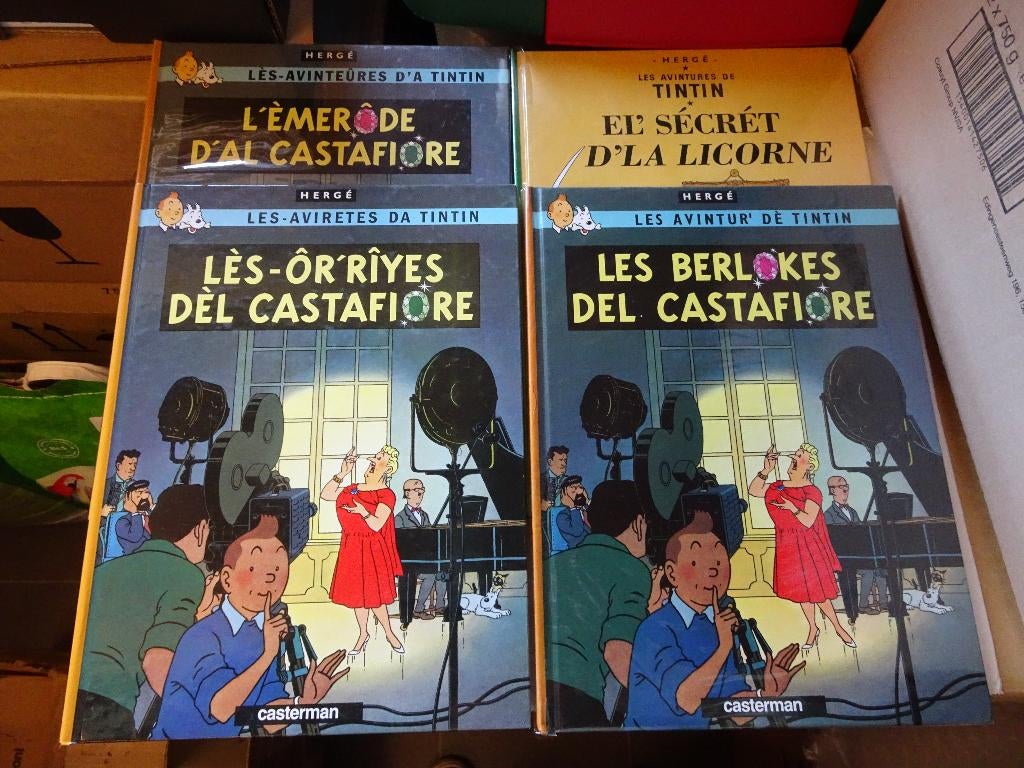 HERGÉ
LÈS-AVINTEÛRES D'A TINTIN
L'ÈMERÔDE
D'AL CASTAFIORE
- HERGÉ -
LES AVINTURES DE
TINTIN
EL' SÉCRÉT
D'LA LICORNE
HERGÉ
LES-AVIRETES DA TINTIN
LÈS-ÔR'RÎYES
DÈL CASTAFIORE
casterman
HERGÉ
LES AVINTUR' DÈ TINTIN
LES BERLOKES
DEL CASTAFIORE
casterman
x 750 g